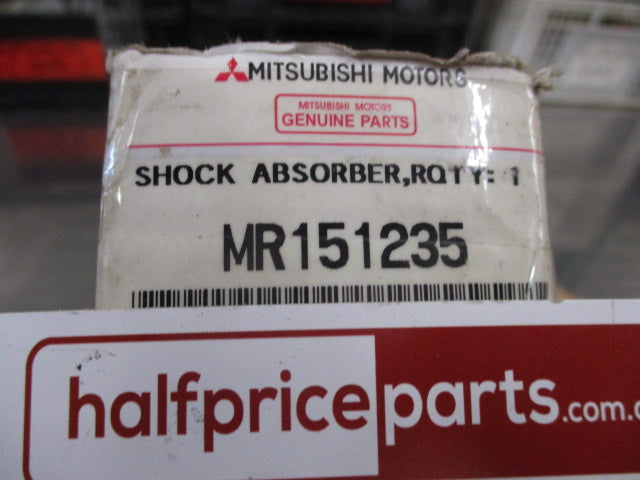 MITSUBISHI MOTORS
MITSUBISHI MOTORS
GENUINE PARTS
SHOCK ABSORBER,RQTY: 1
MR151235
halfpriceparts.com.a